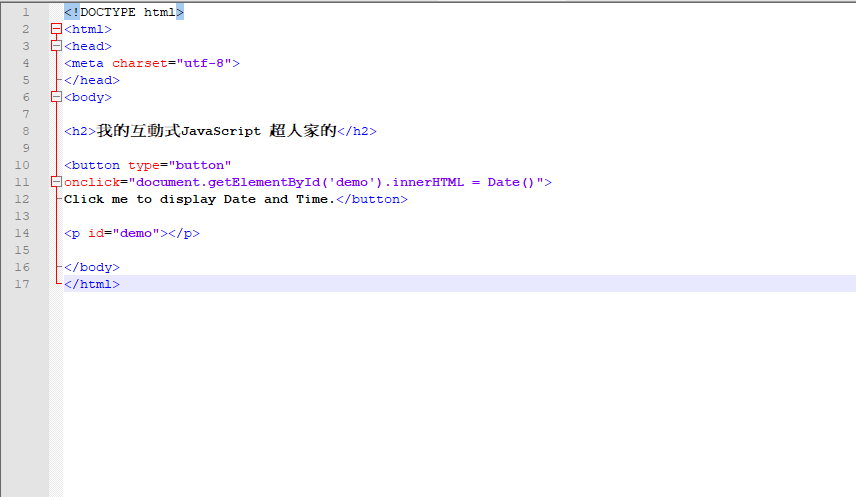 1 <!DOCTYPE html>
2 <html>
3 <head>
4 <meta charset="utf-8">
5 </head>
6 <body>
7
8 <h2>我的互動式JavaScript 超人家的</h2>
9
10 <button type="button"
11 onclick="document.getElementById('demo').innerHTML = Date()">
12 Click me to display Date and Time.</button>
13
14 <p id="demo"></p>
15
16 </body>
17 </html>